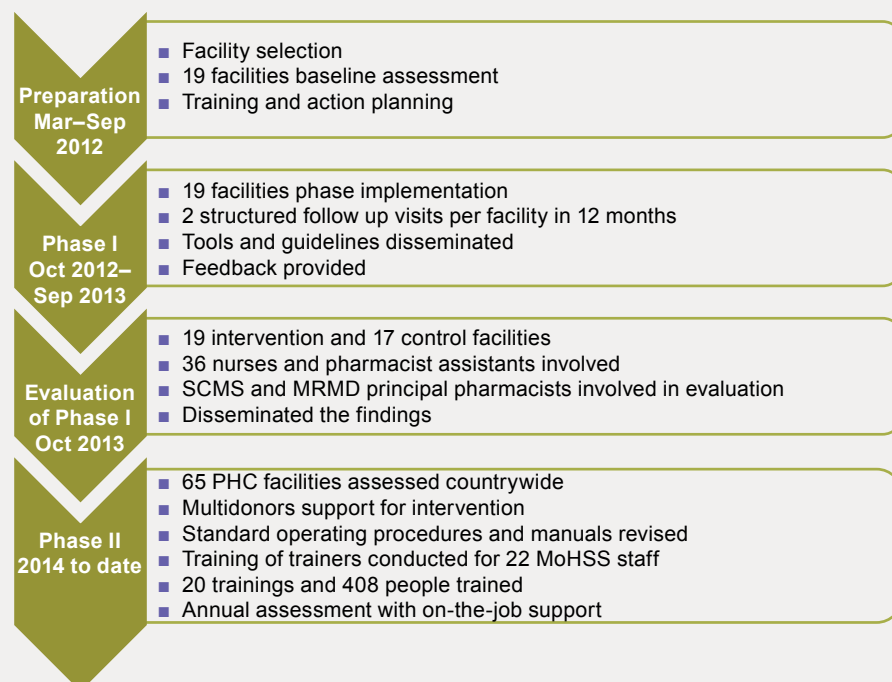 Preparation
Mar–Sep
2012
■ Facility selection
■ 19 facilities baseline assessment
■ Training and action planning
Phase I
Oct 2012–
Sep 2013
■ 19 facilities phase implementation
■ 2 structured follow up visits per facility in 12 months
■ Tools and guidelines disseminated
■ Feedback provided
Evaluation
of Phase I
Oct 2013
■ 19 intervention and 17 control facilities
■ 36 nurses and pharmacist assistants involved
■ SCMS and MRMD principal pharmacists involved in evaluation
■ Disseminated the findings
Phase II
2014 to date
■ 65 PHC facilities assessed countrywide
■ Multidonors support for intervention
■ Standard operating procedures and manuals revised
■ Training of trainers conducted for 22 MoHSS staff
■ 20 trainings and 408 people trained
■ Annual assessment with on-the-job support